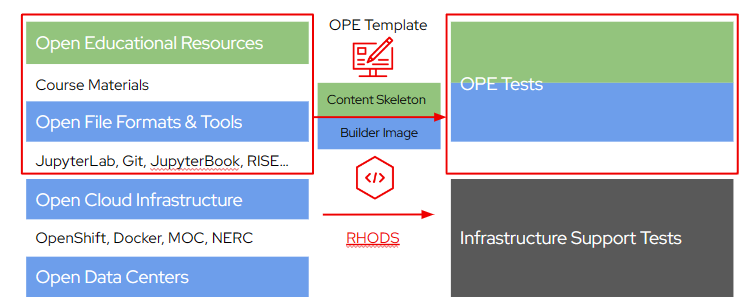 Open Educational Resources
Course Materials
Open File Formats & Tools
JupyterLab, Git, JupyterBook, RISE...
Open Cloud Infrastructure
OpenShift, Docker, MOC, NERC
Open Data Centers
OPE Template
Content Skeleton
Builder Image
</>
RHODS
OPE Tests
Infrastructure Support Tests